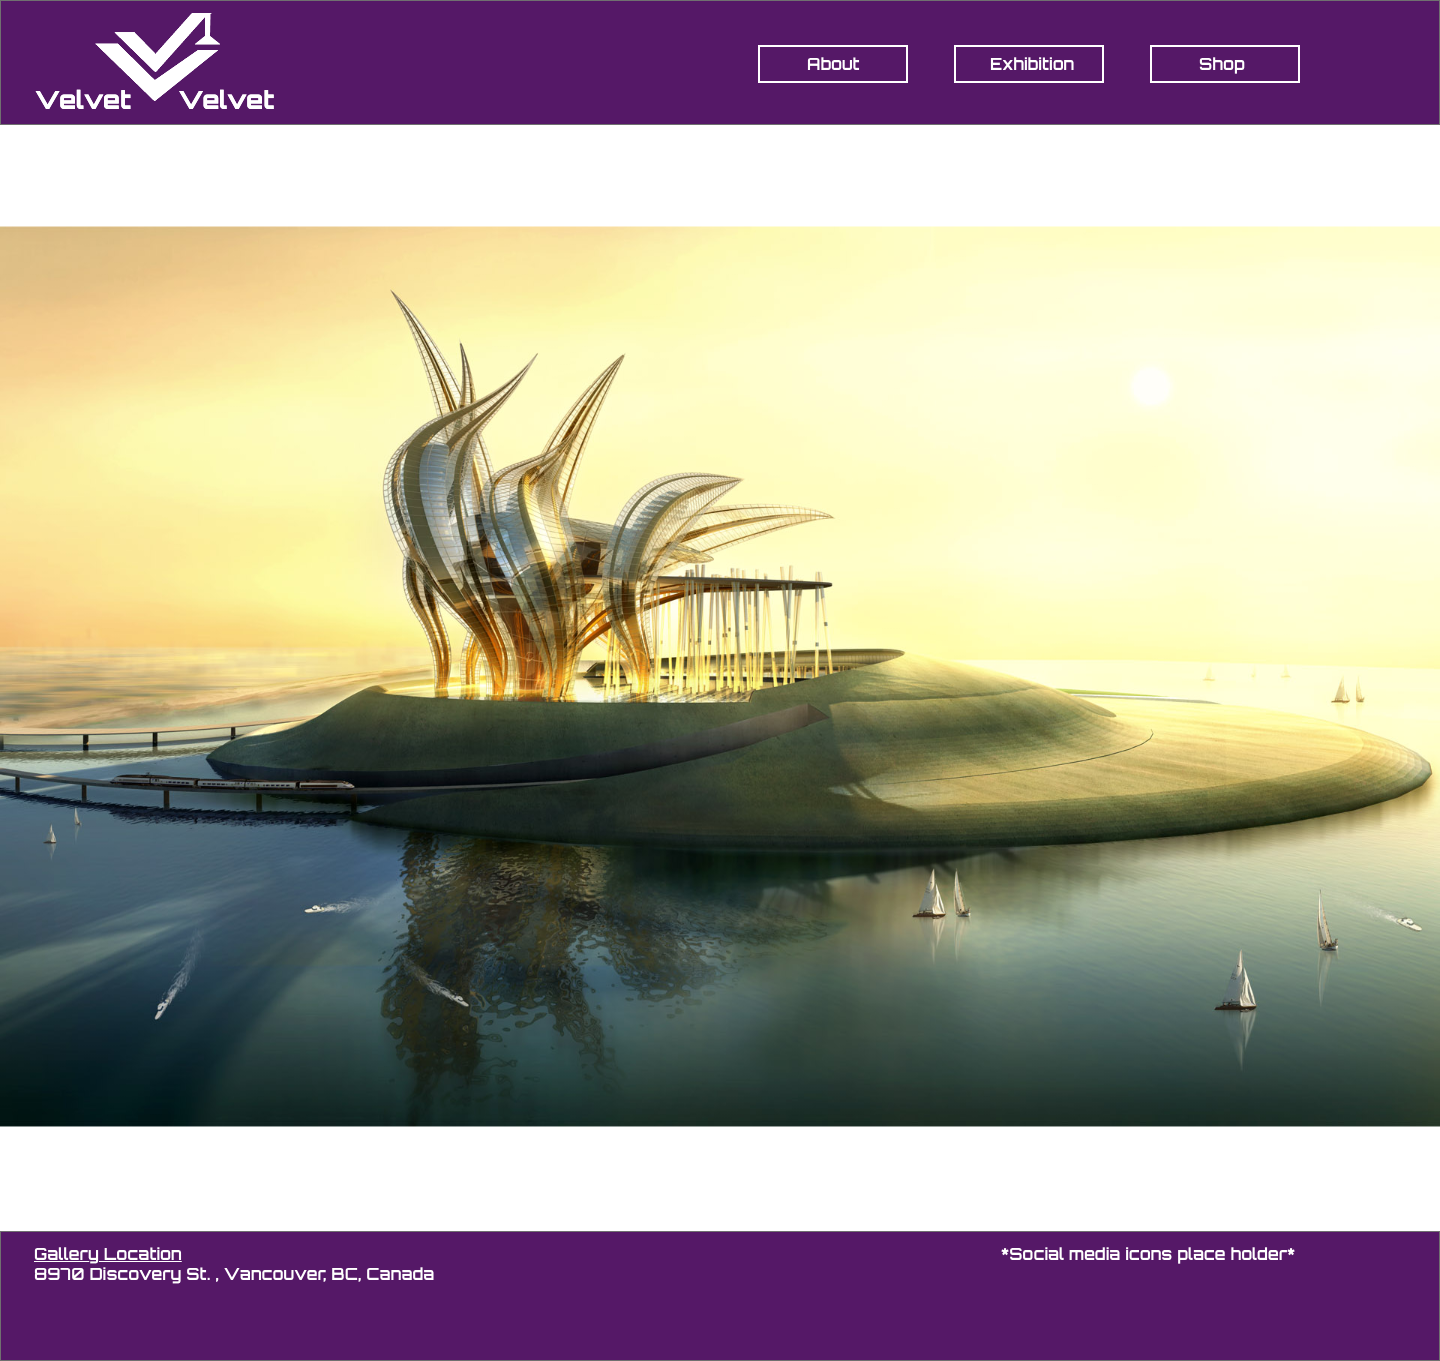 Velvet Velvet
About
Exhibition
Shop
Gallery Location
8970 Discovery St. , Vancouver, BC, Canada
*Social media icons place holder*